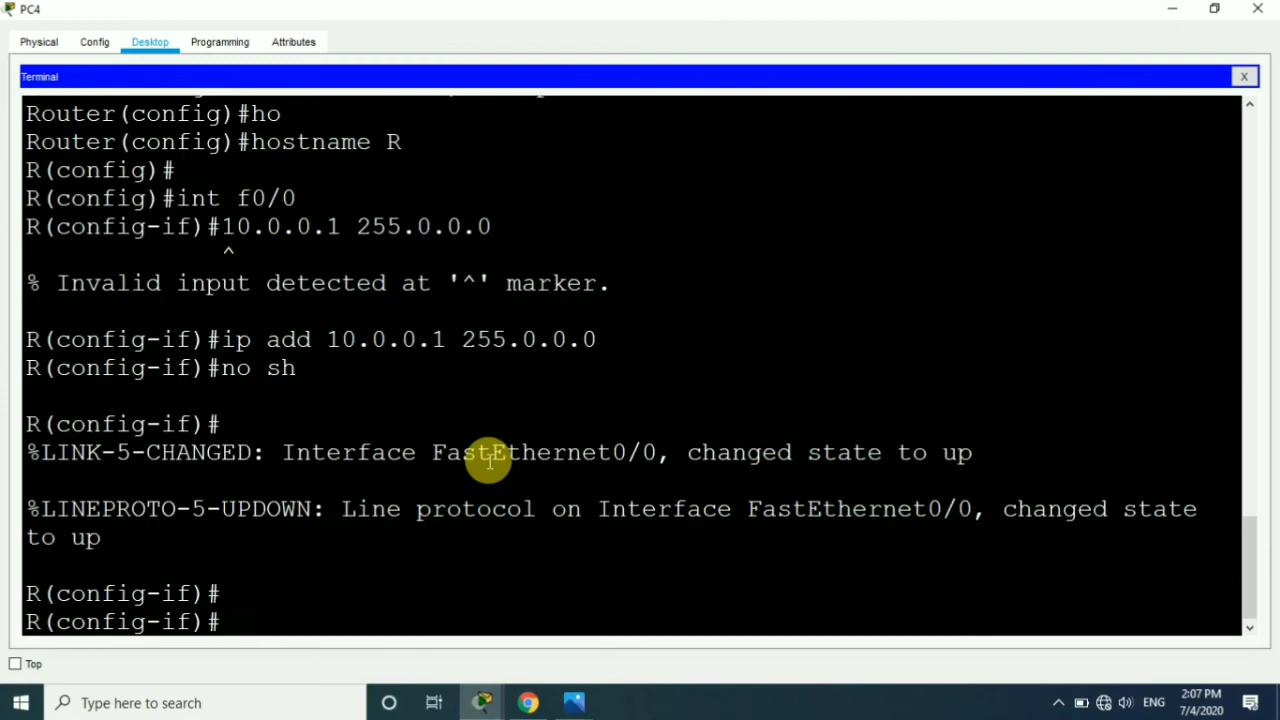 PC4
Physical Config Desktop Programming Attributes
Terminal X
Router(config)#ho
Router(config)#hostname R
R(config)#
R(config)#int f0/0
R(config-if)#10.0.0.1 255.0.0.0
^
% Invalid input detected at '^' marker.
R(config-if)#ip add 10.0.0.1 255.0.0.0
R(config-if)#no sh
R(config-if)#
%LINK-5-CHANGED: Interface FastEthernet0/0, changed state to up
%LINEPROTO-5-UPDOWN: Line protocol on Interface FastEthernet0/0, changed state
to up
R(config-if)#
R(config-if)#
Top
Type here to search
ENG
2:07 PM
7/4/2020